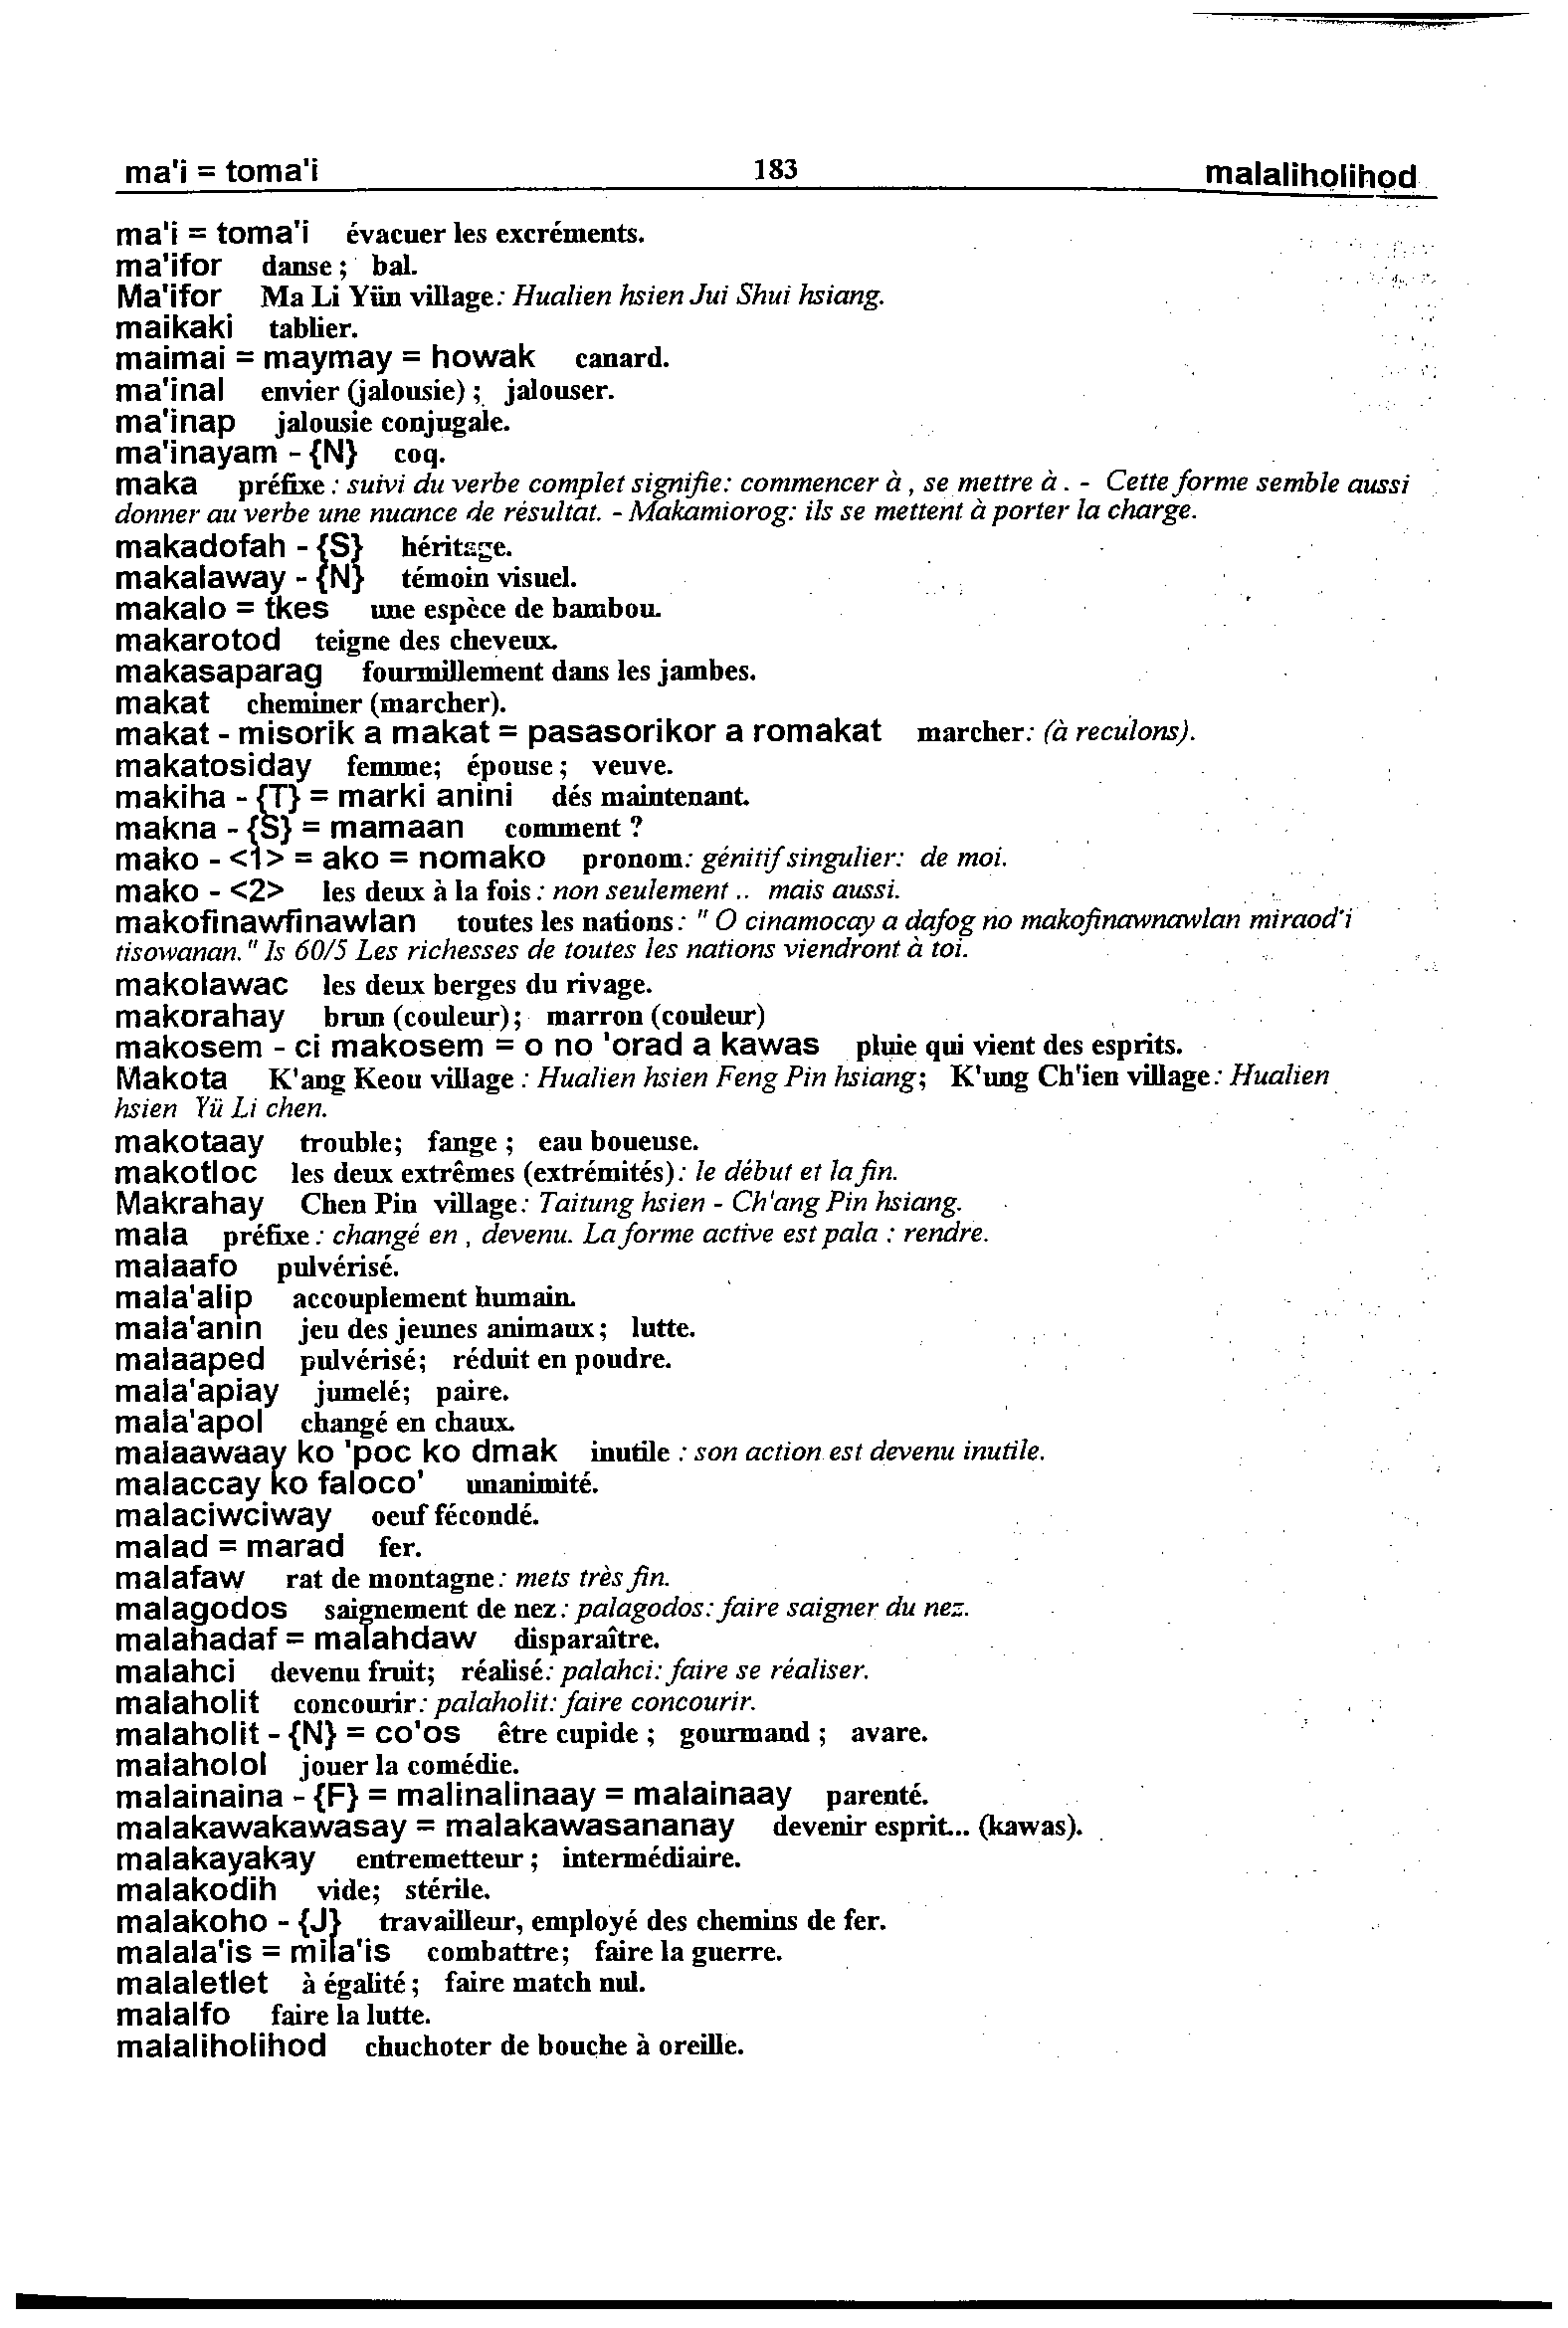 ma'i = toma'i 183 malaliholihod
ma'i = toma'i évacuer les excréments.
ma'ifor danse ; bal.
Ma'ifor Ma Li Yün village: Hualien hsien Jui Shui hsiang.
maikaki tablier.
maimai = maymay = howak canard.
ma'inal envier (jalousie) ; jalouser.
ma'inap jalousie conjugale.
ma'inayam - {N} coq.
maka préfixe : suivi du verbe complet signifie: commencer à , se mettre à . - Cette forme semble aussi
donner au verbe une nuance de résultat. - Makamiorog: ils se mettent à porter la charge.
makadofah - {S} héritage.
makalaway - {N} témoin visuel.
makalo = tkes une espèce de bambou.
makarotod teigne des cheveux.
makasaparag fourmillement dans les jambes.
makat cheminer (marcher).
makat - misorik a makat = pasasorikor a romakat marcher: (à reculons).
makatosiday femme; épouse ; veuve.
makiha - {T} = marki anini dés maintenant.
makna - {S} = mamaan comment ?
mako - <1> = ako = nomako pronom: génitif singulier: de moi.
mako - <2> les deux à la fois : non seulement .. mais aussi.
makofinawfinawlan toutes les nations : " O cinamocay a dafog no makofinawnawlan miraod'i
tisowanan." Is 60/5 Les richesses de toutes les nations viendront à toi.
makolawac les deux berges du rivage.
makorahay brun (couleur); marron (couleur)
makosem - ci makosem = o no 'orad a kawas pluie qui vient des esprits.
Makota K'ang Keou village : Hualien hsien Feng Pin hsiang; K'ung Ch'ien village: Hualien
hsien Yü Li chen.
makotaay trouble; fange ; eau boueuse.
makotloc les deux extrêmes (extrémités): le début et la fin.
Makrahay Chen Pin village: Taitung hsien - Ch'ang Pin hsiang.
mala préfixe : changé en , devenu. La forme active est pala : rendre.
malaafo pulvérisé.
mala'alip accouplement humain.
mala'anin jeu des jeunes animaux ; lutte.
malaaped pulvérisé; réduit en poudre.
mala'apiay jumelé; paire.
mala'apol changé en chaux.
malaawaay ko 'poc ko dmak inutile : son action est devenu inutile.
malaccay ko faloco' unanimité.
malaciwciway oeuf fécondé.
malad = marad fer.
malafaw rat de montagne: mets très fin.
malagodos saignement de nez: palagodos: faire saigner du nez.
malahadaf = malahdaw disparaître.
malahci devenu fruit; réalisé: palahci: faire se réaliser.
malaholit concourir: palaholit: faire concourir.
malaholit - {N} = co'os être cupide ; gourmand ; avare.
malaholol jouer la comédie.
malainaina - {F} = malinalinaay = malainaay parenté.
malakawakawasay = malakawasananay devenir esprit... (kawas).
malakayakay entremetteur ; intermédiaire.
malakodih vide; stérile.
malakoho - {J} travailleur, employé des chemins de fer.
malala'is = mila'is combattre; faire la guerre.
malaletlet à égalité ; faire match nul.
malalfo faire la lutte.
malaliholihod chuchoter de bouche à oreille.